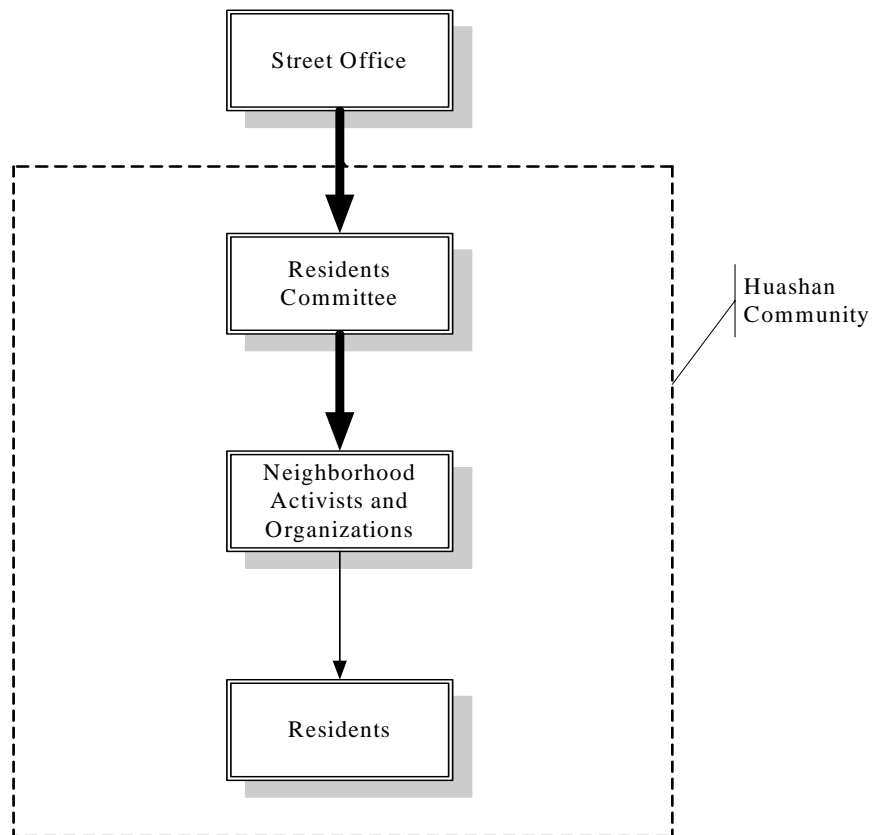 Street Office
Residents
Committee
Huashan
Community
Neighborhood
Activists and
Organizations
Residents